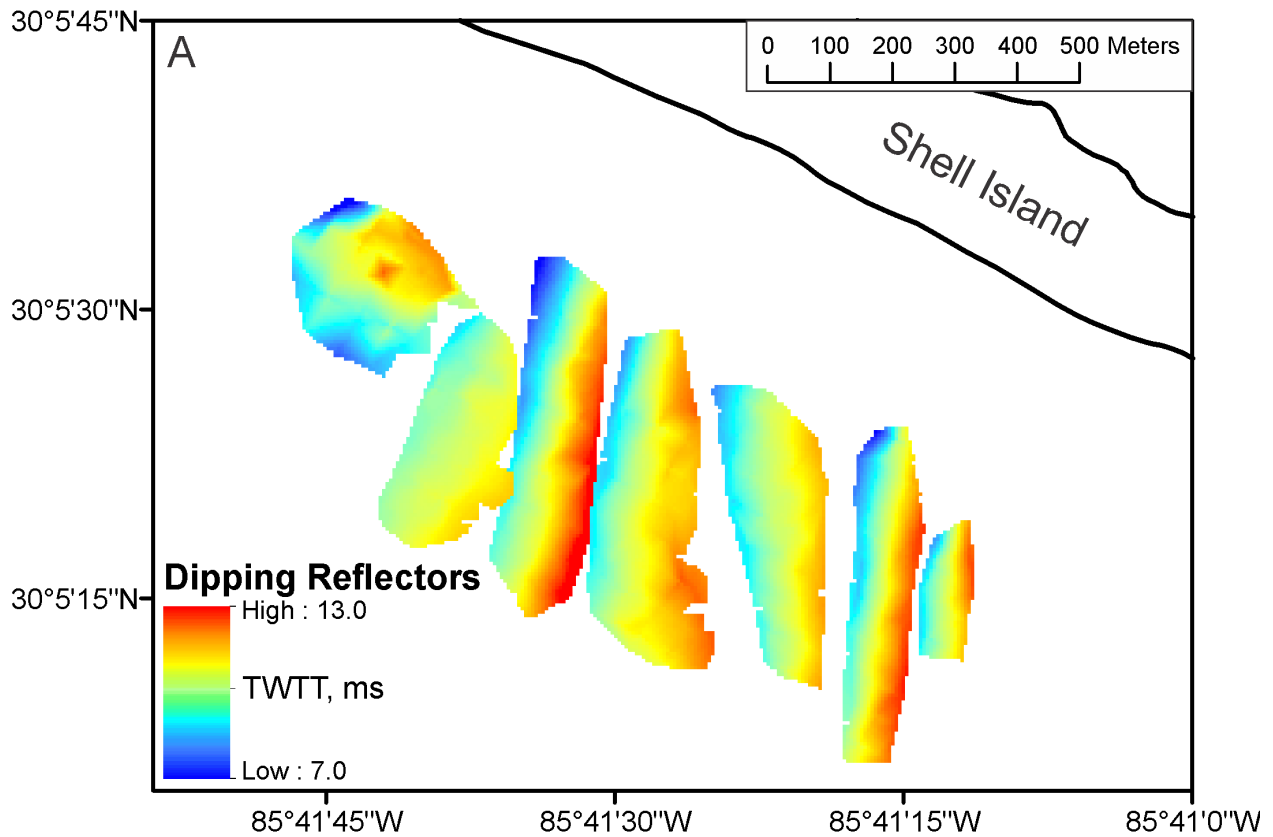 30°5'45"N
A
0 100 200 300 400 500 Meters
Shell Island
30°5'30"N
30°5'15"N
Dipping Reflectors
High : 13.0
TWTT, ms
Low : 7.0
85°41'45"W 85°41'30"W 85°41'15"W 85°41'0"W